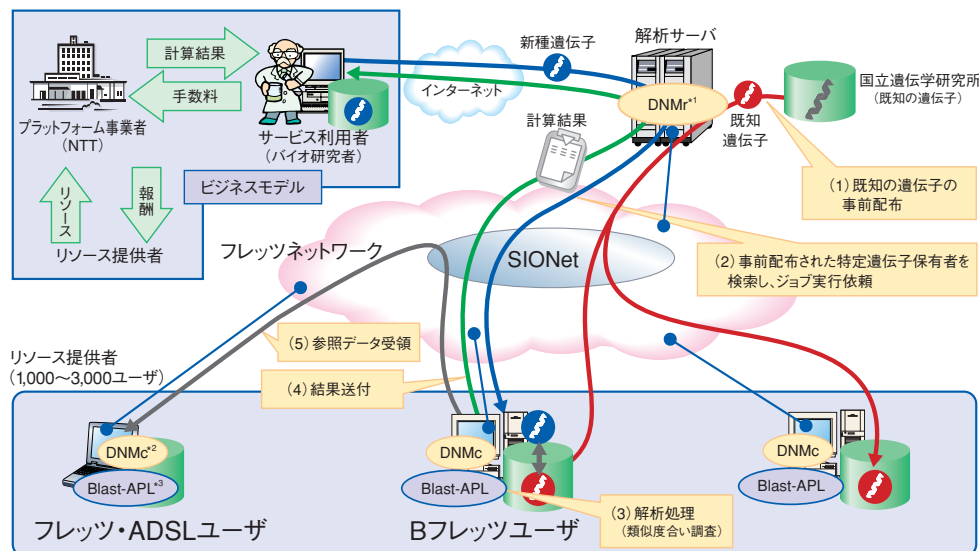 計算結果
手数料
プラットフォーム事業者
(NTT)
サービス利用者
(バイオ研究者)
リソース
報酬
ビジネスモデル
リソース提供者
新種遺伝子
インターネット
解析サーバ
DNMr*1
既知
遺伝子
国立遺伝学研究所
(既知の遺伝子)
計算結果
(1)既知の遺伝子の
事前配布
フレッツネットワーク
SIONet
(2)事前配布された特定遺伝子保有者を
検索し、ジョブ実行依頼
(5)参照データ受領
リソース提供者
(1,000〜3,000ユーザ)
(4)結果送付
DNMc*2
Blast-APL*3
フレッツ・ADSLユーザ
DNMc
Blast-APL
Bフレッツユーザ
(3)解析処理
(類似度合い調査)
DNMc
Blast-APL